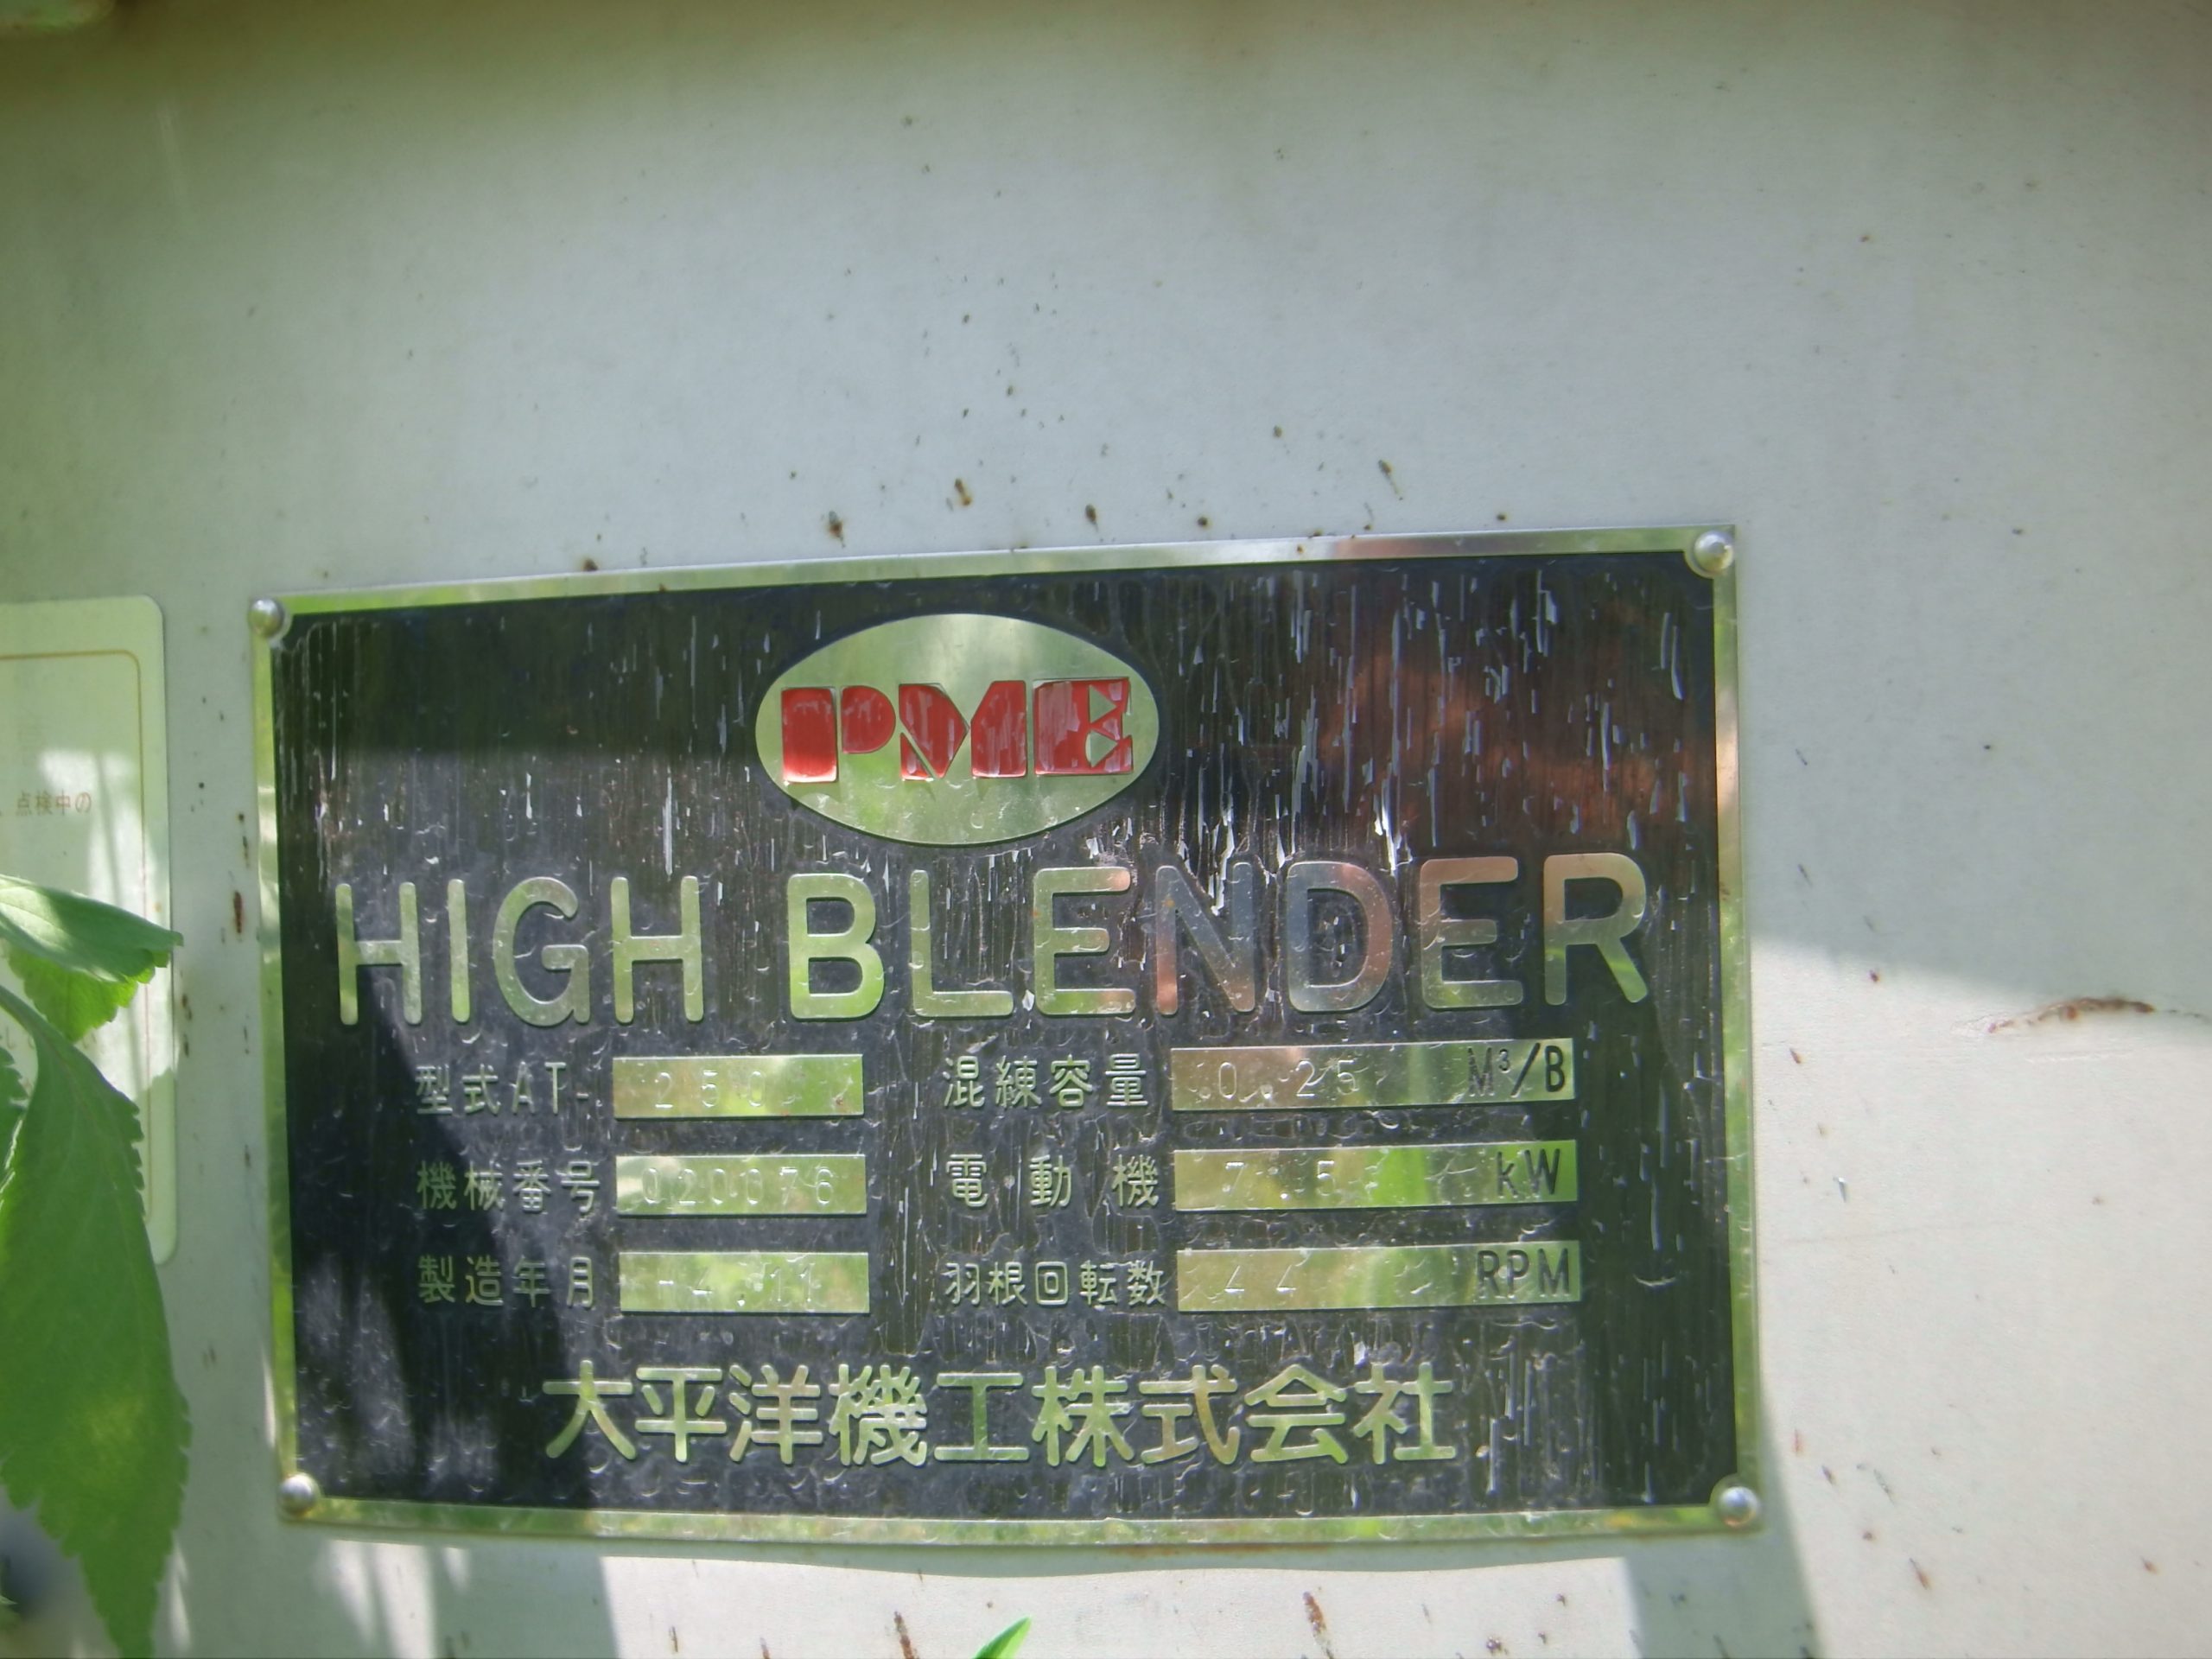 PME
HIGH BLENDER
型式AT- 250 混練容量 0.25 M³/B
機械番号 020076 電動機 7.5 kW
製造年月 羽根回転数 44 RPM
大平洋機工株式会社
点検中の